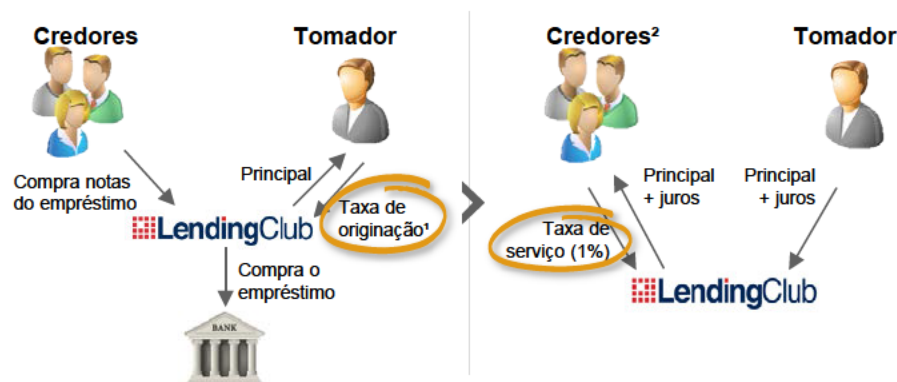 Credores
Tomador
Compra notas
do empréstimo
Principal
Taxa de
originação¹
LendingClub
Compra o
empréstimo
BANK
Credores²
Tomador
Principal
+ juros
Principal
+ juros
Taxa de
serviço (1%)
LendingClub